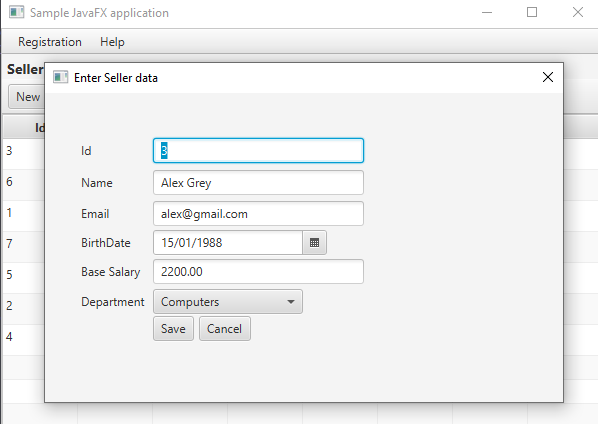 Sample JavaFX application
Registration Help
Seller
Enter Seller data
New
Id
3
6
1
7
5
2
4
Id 3
Name Alex Grey
Email alex@gmail.com
BirthDate 15/01/1988
Base Salary 2200.00
Department Computers
Save Cancel